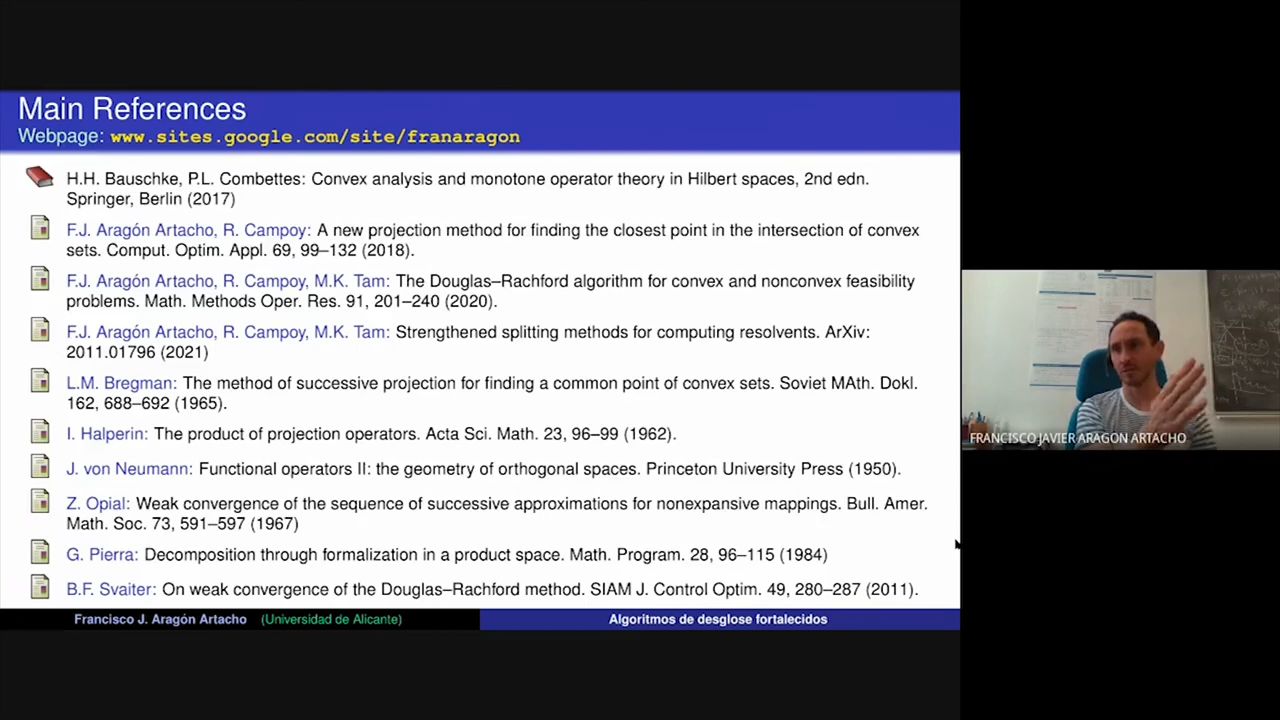 Main References
Webpage: www.sites.google.com/site/franaragon
H.H. Bauschke, P.L. Combettes: Convex analysis and monotone operator theory in Hilbert spaces, 2nd edn.
Springer, Berlin (2017)
F.J. Aragón Artacho, R. Campoy: A new projection method for finding the closest point in the intersection of convex
sets. Comput. Optim. Appl. 69, 99–132 (2018).
F.J. Aragón Artacho, R. Campoy, M.K. Tam: The Douglas–Rachford algorithm for convex and nonconvex feasibility
problems. Math. Methods Oper. Res. 91, 201–240 (2020).
F.J. Aragón Artacho, R. Campoy, M.K. Tam: Strengthened splitting methods for computing resolvents. ArXiv:
2011.01796 (2021)
L.M. Bregman: The method of successive projection for finding a common point of convex sets. Soviet MAth. Dokl.
162, 688–692 (1965).
I. Halperin: The product of projection operators. Acta Sci. Math. 23, 96–99 (1962).
J. von Neumann: Functional operators II: the geometry of orthogonal spaces. Princeton University Press (1950).
Z. Opial: Weak convergence of the sequence of successive approximations for nonexpansive mappings. Bull. Amer.
Math. Soc. 73, 591–597 (1967)
G. Pierra: Decomposition through formalization in a product space. Math. Program. 28, 96–115 (1984)
B.F. Svaiter: On weak convergence of the Douglas–Rachford method. SIAM J. Control Optim. 49, 280–287 (2011).
Francisco J. Aragón Artacho (Universidad de Alicante)
Algoritmos de desglose fortalecidos
FRANCISCO JAVIER ARAGON ARTACHO